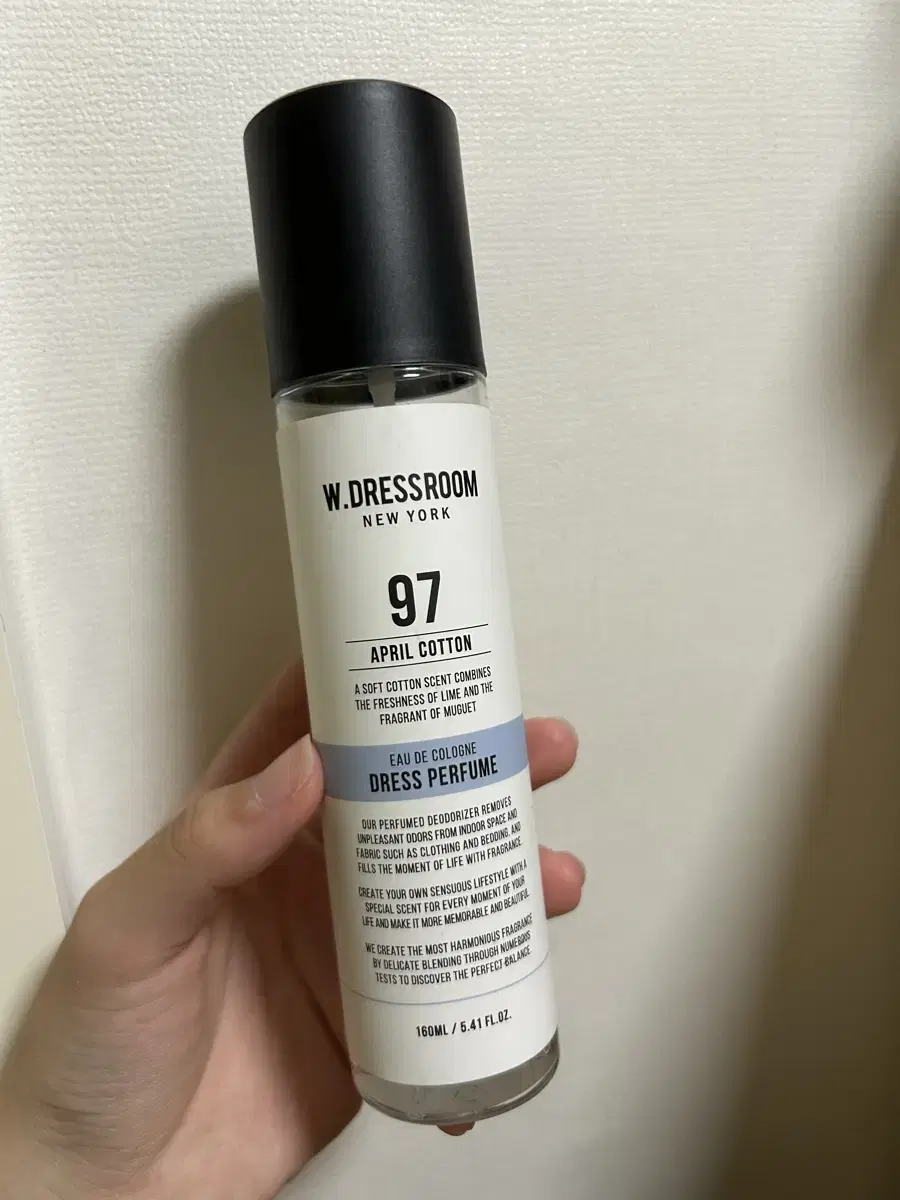 W.DRESSROOM
NEW YORK
97
APRIL COTTON
A SOFT COTTON SCENT COMBINES
THE FRESHNESS OF LIME AND THE
FRAGRANT OF MUGUET
EAU DE COLOGNE
DRESS PERFUME
OUR PERFUMED DEODORIZER REMOVES
UNPLEASANT ODORS FROM INDOOR SPACE AND
FABRIC SUCH AS CLOTHING AND BEDDING, AND
FILLS THE MOMENT OF LIFE WITH FRAGRANCE.
CREATE YOUR OWN SENSUOUS LIFESTYLE WITH A
SPECIAL SCENT FOR EVERY MOMENT OF YOUR
LIFE AND MAKE IT MORE MEMORABLE AND BEAUTIFUL.
WE CREATE THE MOST HARMONIOUS FRAGRANCE
BY DELICATE BLENDING THROUGH NUMEROUS
TESTS TO DISCOVER THE PERFECT BALANCE.
160ML / 5.41 FL.OZ.